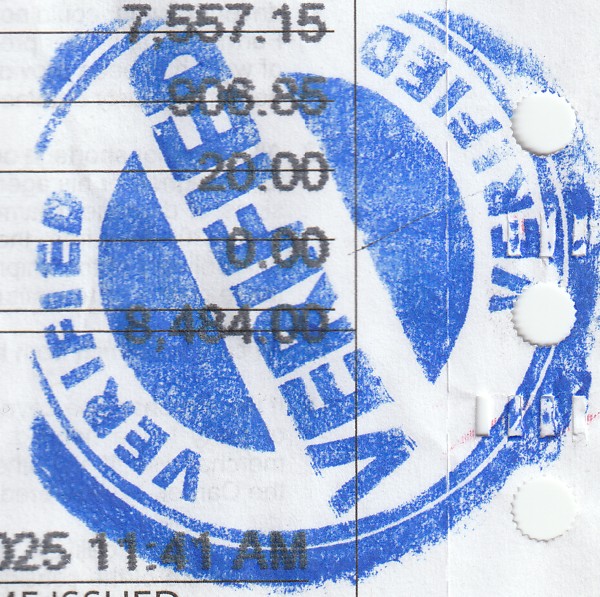 7,557.15
906.85
20.00
0.00
8,484.00
VERIFIED
VERIFIED
VERIFIED
025 11:41 AM
ISSUED